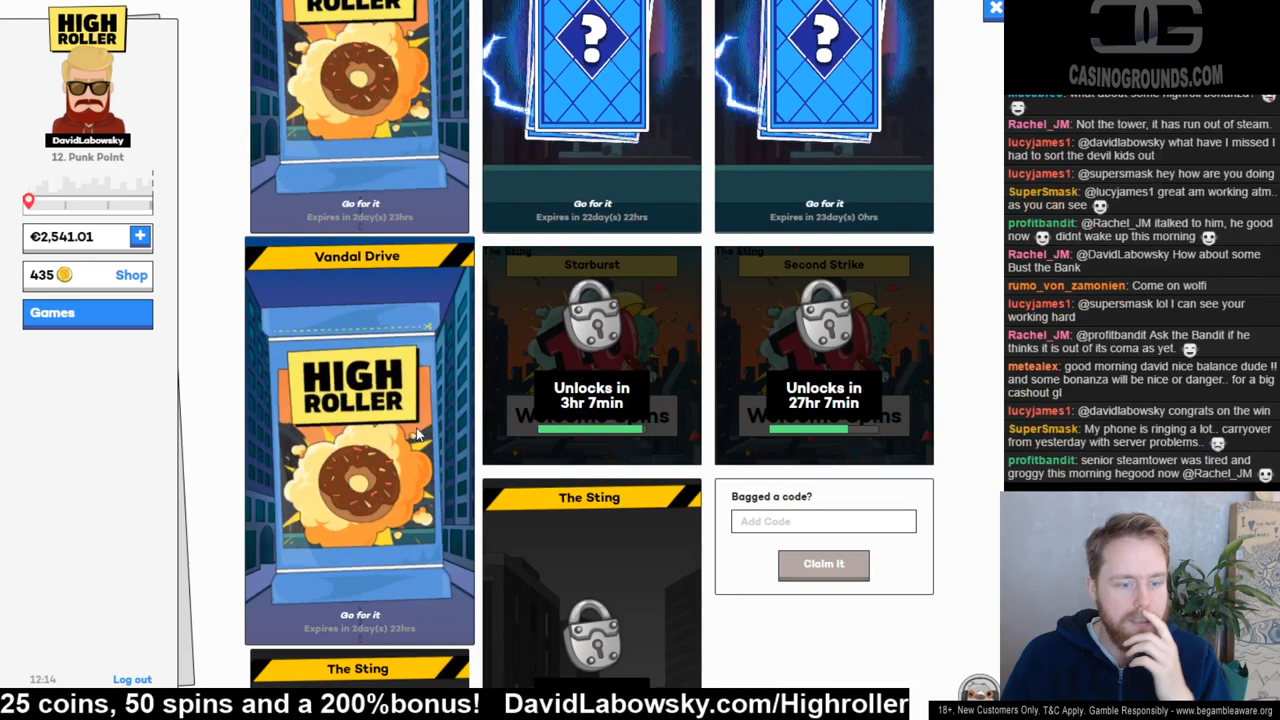 HIGH
ROLLER
DavidLabowsky
12. Punk Point
€2,541.01
+
435
Shop
Games
12:14
Log out
ROLLER
Go for it
Expires in 2day(s) 23hrs
?
Go for it
Expires in 22day(s) 22hrs
?
Go for it
Expires in 23day(s) 0hrs
Vandal Drive
HIGH
ROLLER
Go for it
Expires in 2day(s) 23hrs
The Sting
The Sting
Starburst
Unlocks in
3hr 7min
The Sting
Second Strike
Unlocks in
27hr 7min
The Sting
Bagged a code?
Add Code
Claim It
CASINOGROUNDS.COM
Rachel_JM: Not the tower, it has run out of steam.
lucyjames1: @davidlabowsky what have I missed I
had to sort the devil kids out
lucyjames1: @supersmask hey how are you doing
SuperSmask: @lucyjames1 great am working atm..
as you can see
profitbandit: @Rachel_JM italked to him, he good
now didnt wake up this morning
Rachel_JM: @DavidLabowsky How about some
Bust the Bank
rumo_von_zamonien: Come on wolfi
lucyjames1: @supersmask lol I can see your
working hard
Rachel_JM: @profitbandit Ask the Bandit if he
thinks it is out of its coma as yet.
metealex: good morning david nice balance dude !!
and some bonanza will be nice or danger.. for a big
cashout gl
lucyjames1: @davidlabowsky congrats on the win
SuperSmask: My phone is ringing a lot.. carryover
from yesterday with server problems..
profitbandit: senior steamtower was tired and
groggy this morning hegood now @Rachel_JM
25 coins, 50 spins and a 200%bonus! DavidLabowsky.com/Highroller
18+, New Customers Only. T&C Apply. Gamble Responsibly - www.begambleaware.org